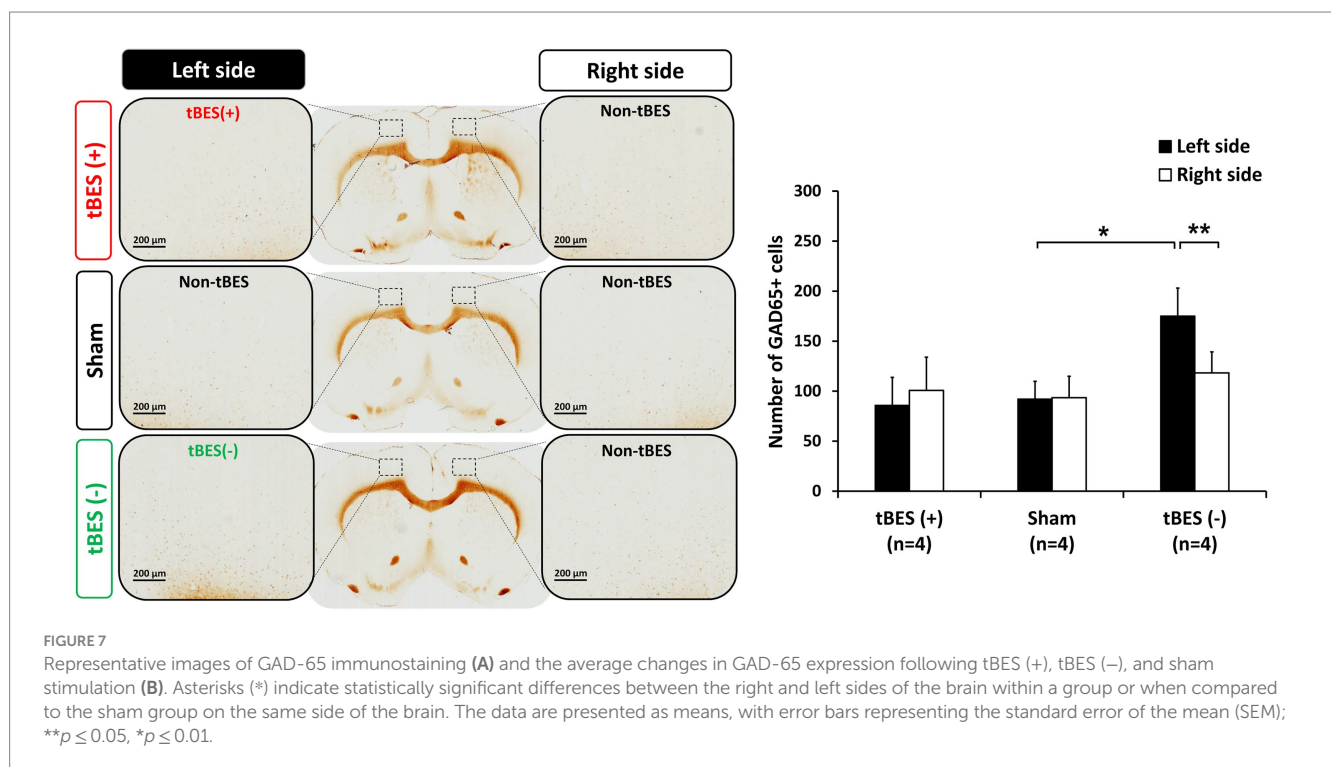 Left side
Right side
tBES (+)
tBES(+)
Non-tBES
200 µm
200 µm
Sham
Non-tBES
Non-tBES
200 µm
200 µm
tBES (-)
tBES(-)
Non-tBES
200 µm
200 µm
Left side
Right side
Number of GAD65+ cells
300
250
200
150
100
50
0
*
**
tBES (+)
(n=4)
Sham
(n=4)
tBES (-)
(n=4)
FIGURE 7
Representative images of GAD-65 immunostaining (A) and the average changes in GAD-65 expression following tBES (+), tBES (−), and sham
stimulation (B). Asterisks (*) indicate statistically significant differences between the right and left sides of the brain within a group or when compared
to the sham group on the same side of the brain. The data are presented as means, with error bars representing the standard error of the mean (SEM);
**p ≤ 0.05, *p ≤ 0.01.